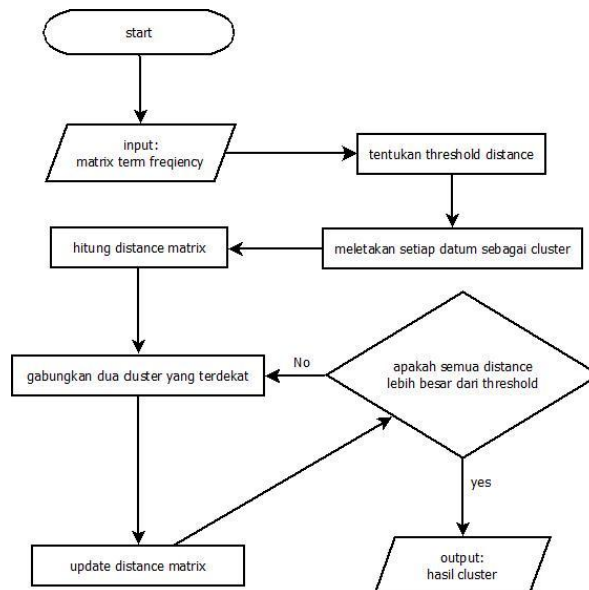 start
input:
matrix term freqiency
tentukan threshold distance
meletakan setiap datum sebagai cluster
hitung distance matrix
gabungkan dua cluster yang terdekat
update distance matrix
apakah semua distance
lebih besar dari threshold
No
yes
output:
hasil cluster